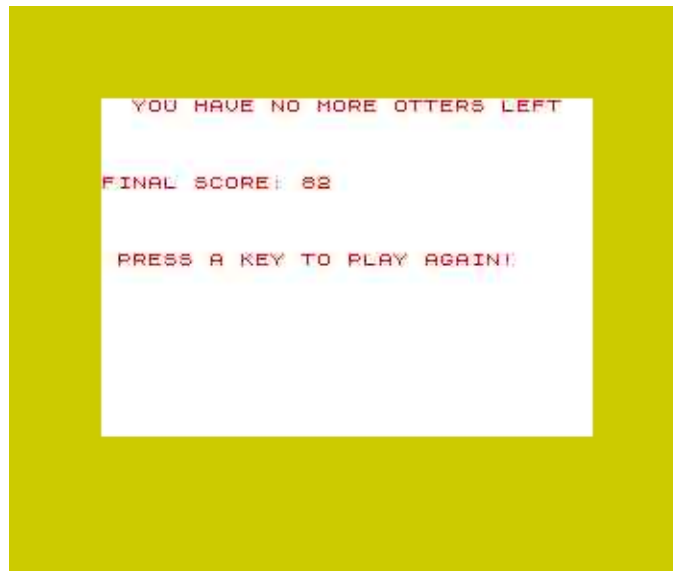 YOU HAVE NO MORE OTTERS LEFT
FINAL SCORE: 82
PRESS A KEY TO PLAY AGAIN!